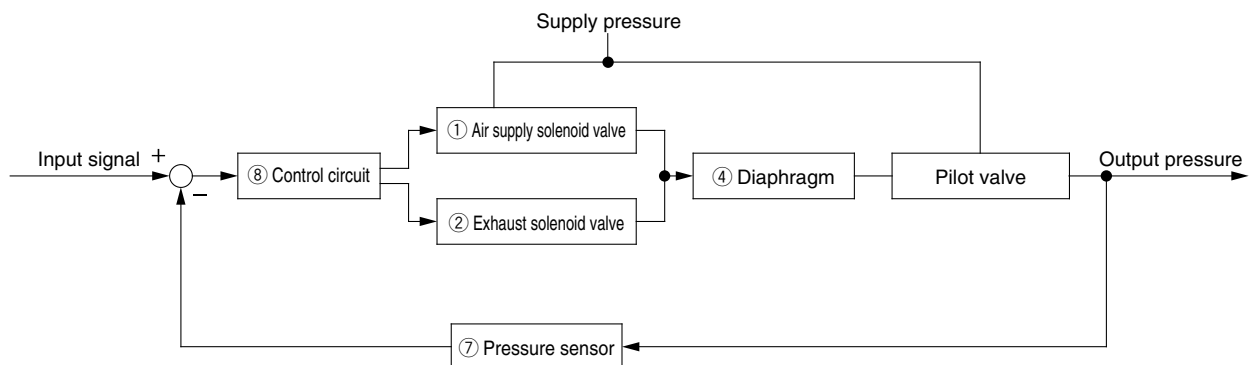 Supply pressure
① Air supply solenoid valve
Input signal
+
−
⑧ Control circuit
② Exhaust solenoid valve
④ Diaphragm
Pilot valve
Output pressure
⑦ Pressure sensor